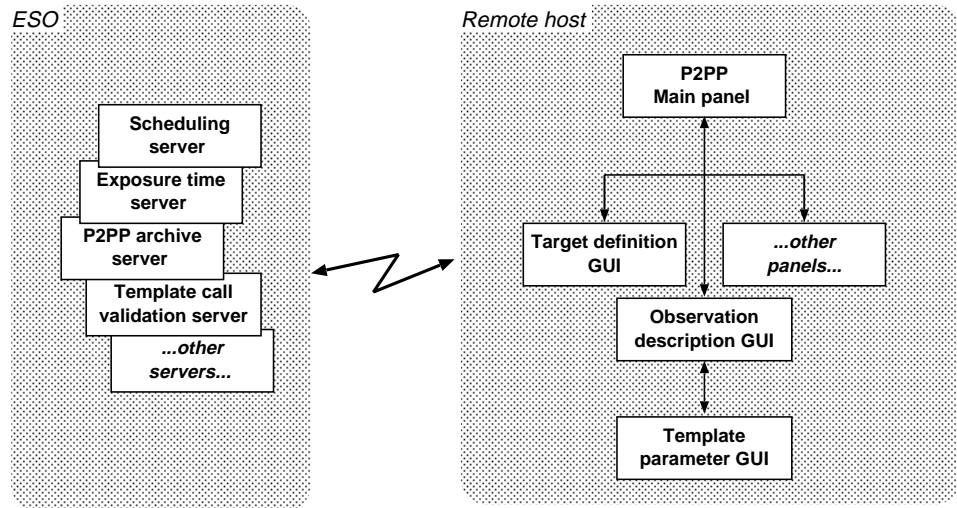 ESO
Scheduling
server
Exposure time
server
P2PP archive
server
Template call
validation server
...other
servers...
Remote host
P2PP
Main panel
Target definition
GUI
...other
panels...
Observation
description GUI
Template
parameter GUI